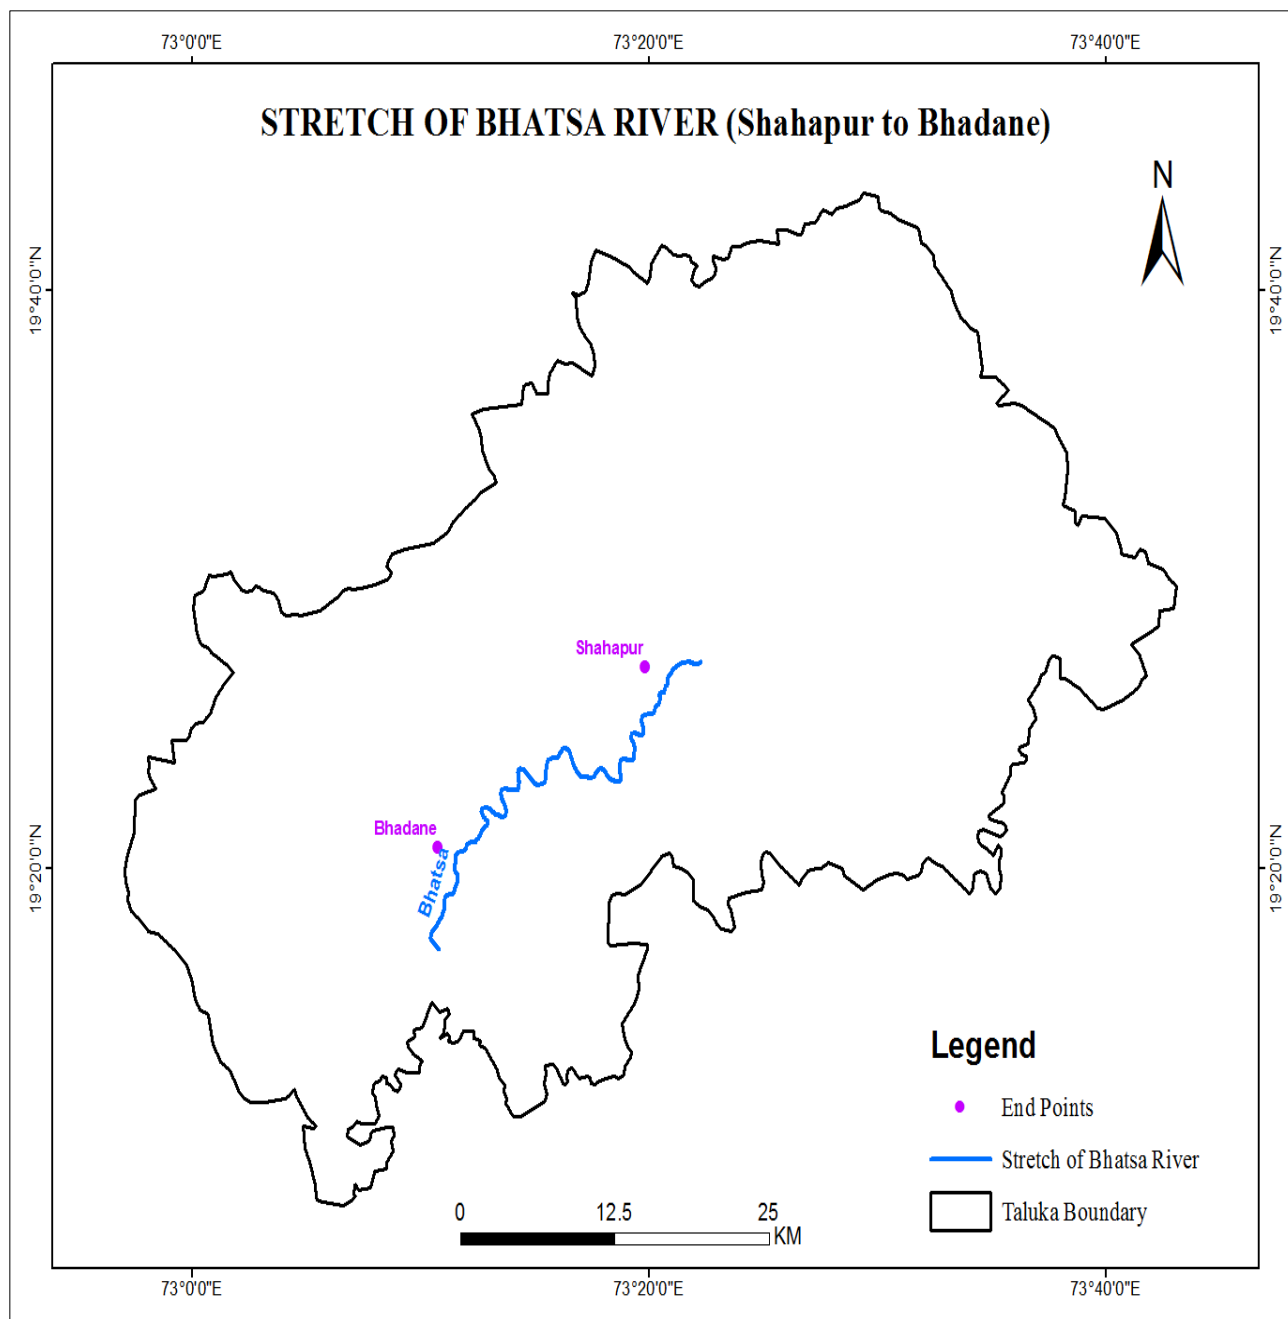 73°0'0"E
73°20'0"E
73°40'0"E
STRETCH OF BHATSA RIVER (Shahapur to Bhadane)
N
19°40'0"N
19°40'0"N
Shahapur
Bhadane
Bhatsa
19°20'0"N
19°20'0"N
Legend
End Points
Stretch of Bhatsa River
Taluka Boundary
0 12.5 25
KM
73°0'0"E
73°20'0"E
73°40'0"E